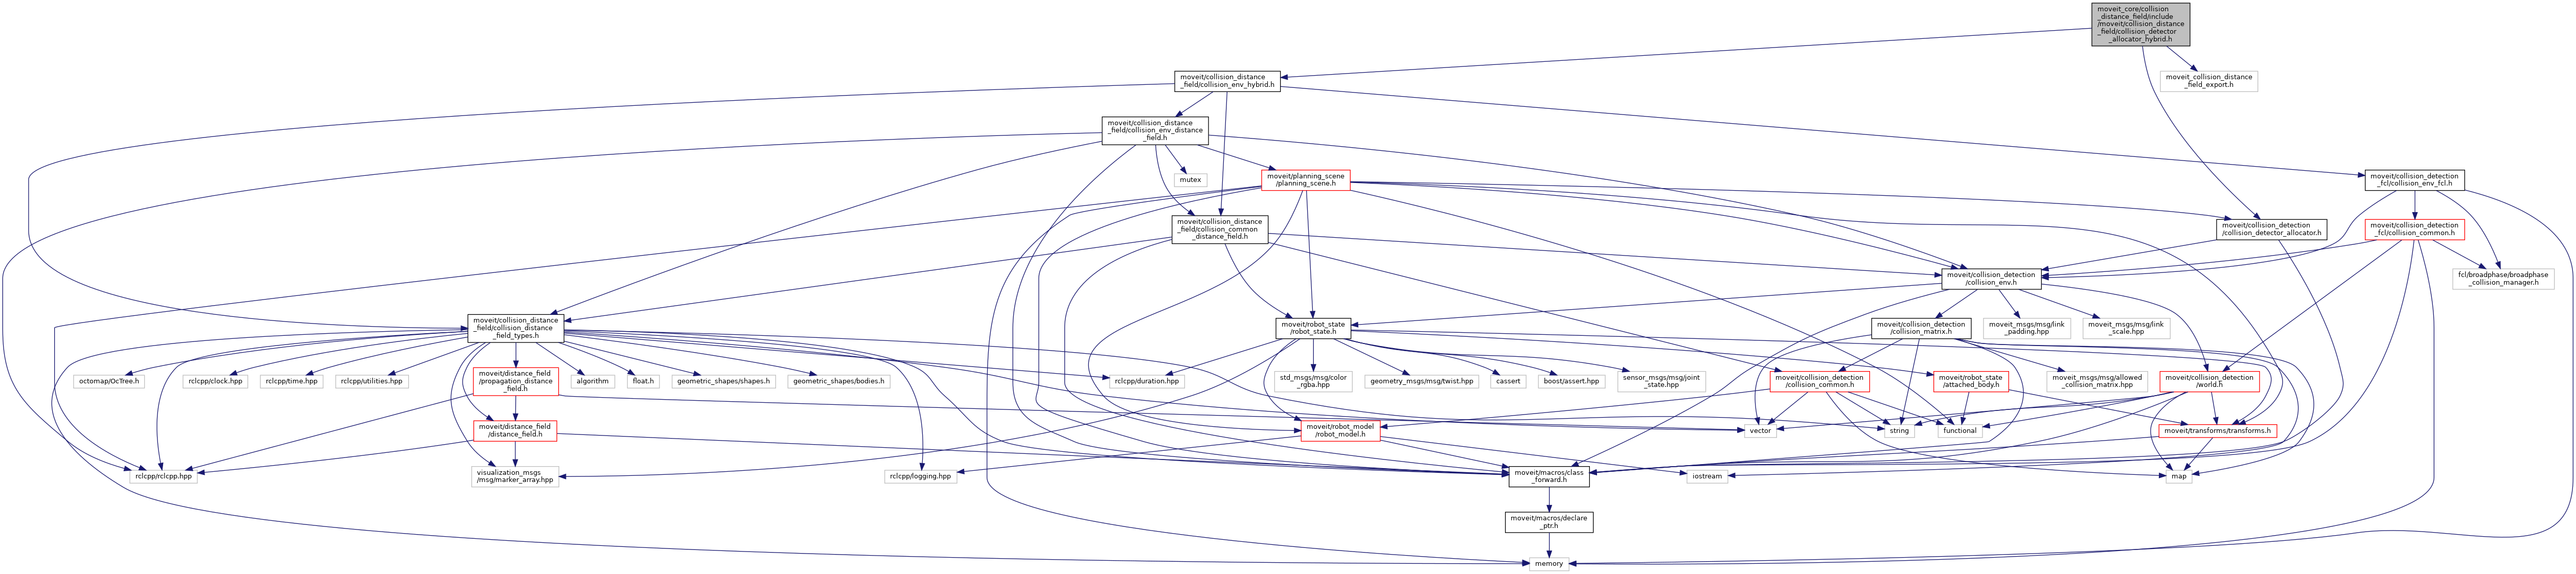 moveit_core/collision
_distance_field/include
/moveit/collision_distance
_field/collision_detector
_allocator_hybrid.h
moveit/collision_distance
_field/collision_env_hybrid.h
moveit_collision_distance
_field_export.h
moveit/collision_distance
_field/collision_env_distance
_field.h
mutex
moveit/planning_scene
/planning_scene.h
moveit/collision_detection
_fcl/collision_env_fcl.h
moveit/collision_distance
_field/collision_common
_distance_field.h
moveit/collision_detection
/collision_detector_allocator.h
moveit/collision_detection
_fcl/collision_common.h
moveit/collision_detection
/collision_env.h
fcl/broadphase/broadphase
_collision_manager.h
moveit/collision_distance
_field/collision_distance
_field_types.h
moveit/robot_state
/robot_state.h
moveit/collision_detection
/collision_matrix.h
moveit_msgs/msg/link
_padding.hpp
moveit_msgs/msg/link
_scale.hpp
octomap/OcTree.h
rclcpp/clock.hpp
rclcpp/time.hpp
rclcpp/utilities.hpp
moveit/distance_field
/propagation_distance
_field.h
algorithm
float.h
geometric_shapes/shapes.h
geometric_shapes/bodies.h
rclcpp/duration.hpp
std_msgs/msg/color
_rgba.hpp
geometry_msgs/msg/twist.hpp
cassert
boost/assert.hpp
sensor_msgs/msg/joint
_state.hpp
moveit/collision_detection
/collision_common.h
moveit/robot_state
/attached_body.h
moveit_msgs/msg/allowed
_collision_matrix.hpp
moveit/collision_detection
/world.h
moveit/distance_field
/distance_field.h
moveit/robot_model
/robot_model.h
vector
string
functional
moveit/transforms/transforms.h
rclcpp/rclcpp.hpp
visualization_msgs
/msg/marker_array.hpp
rclcpp/logging.hpp
moveit/macros/class
_forward.h
iostream
map
moveit/macros/declare
_ptr.h
memory